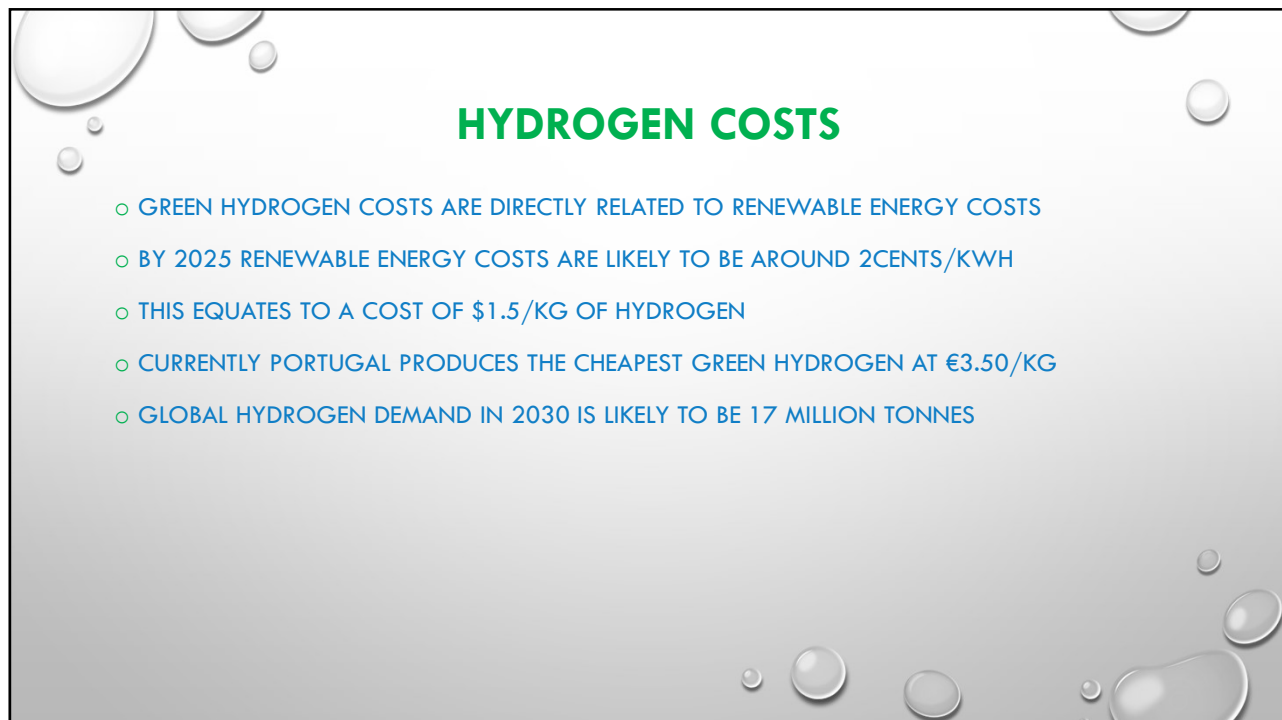 HYDROGEN COSTS
o GREEN HYDROGEN COSTS ARE DIRECTLY RELATED TO RENEWABLE ENERGY COSTS
o BY 2025 RENEWABLE ENERGY COSTS ARE LIKELY TO BE AROUND 2CENTS/KWH
o THIS EQUATES TO A COST OF $1.5/KG OF HYDROGEN
o CURRENTLY PORTUGAL PRODUCES THE CHEAPEST GREEN HYDROGEN AT €3.50/KG
o GLOBAL HYDROGEN DEMAND IN 2030 IS LIKELY TO BE 17 MILLION TONNES